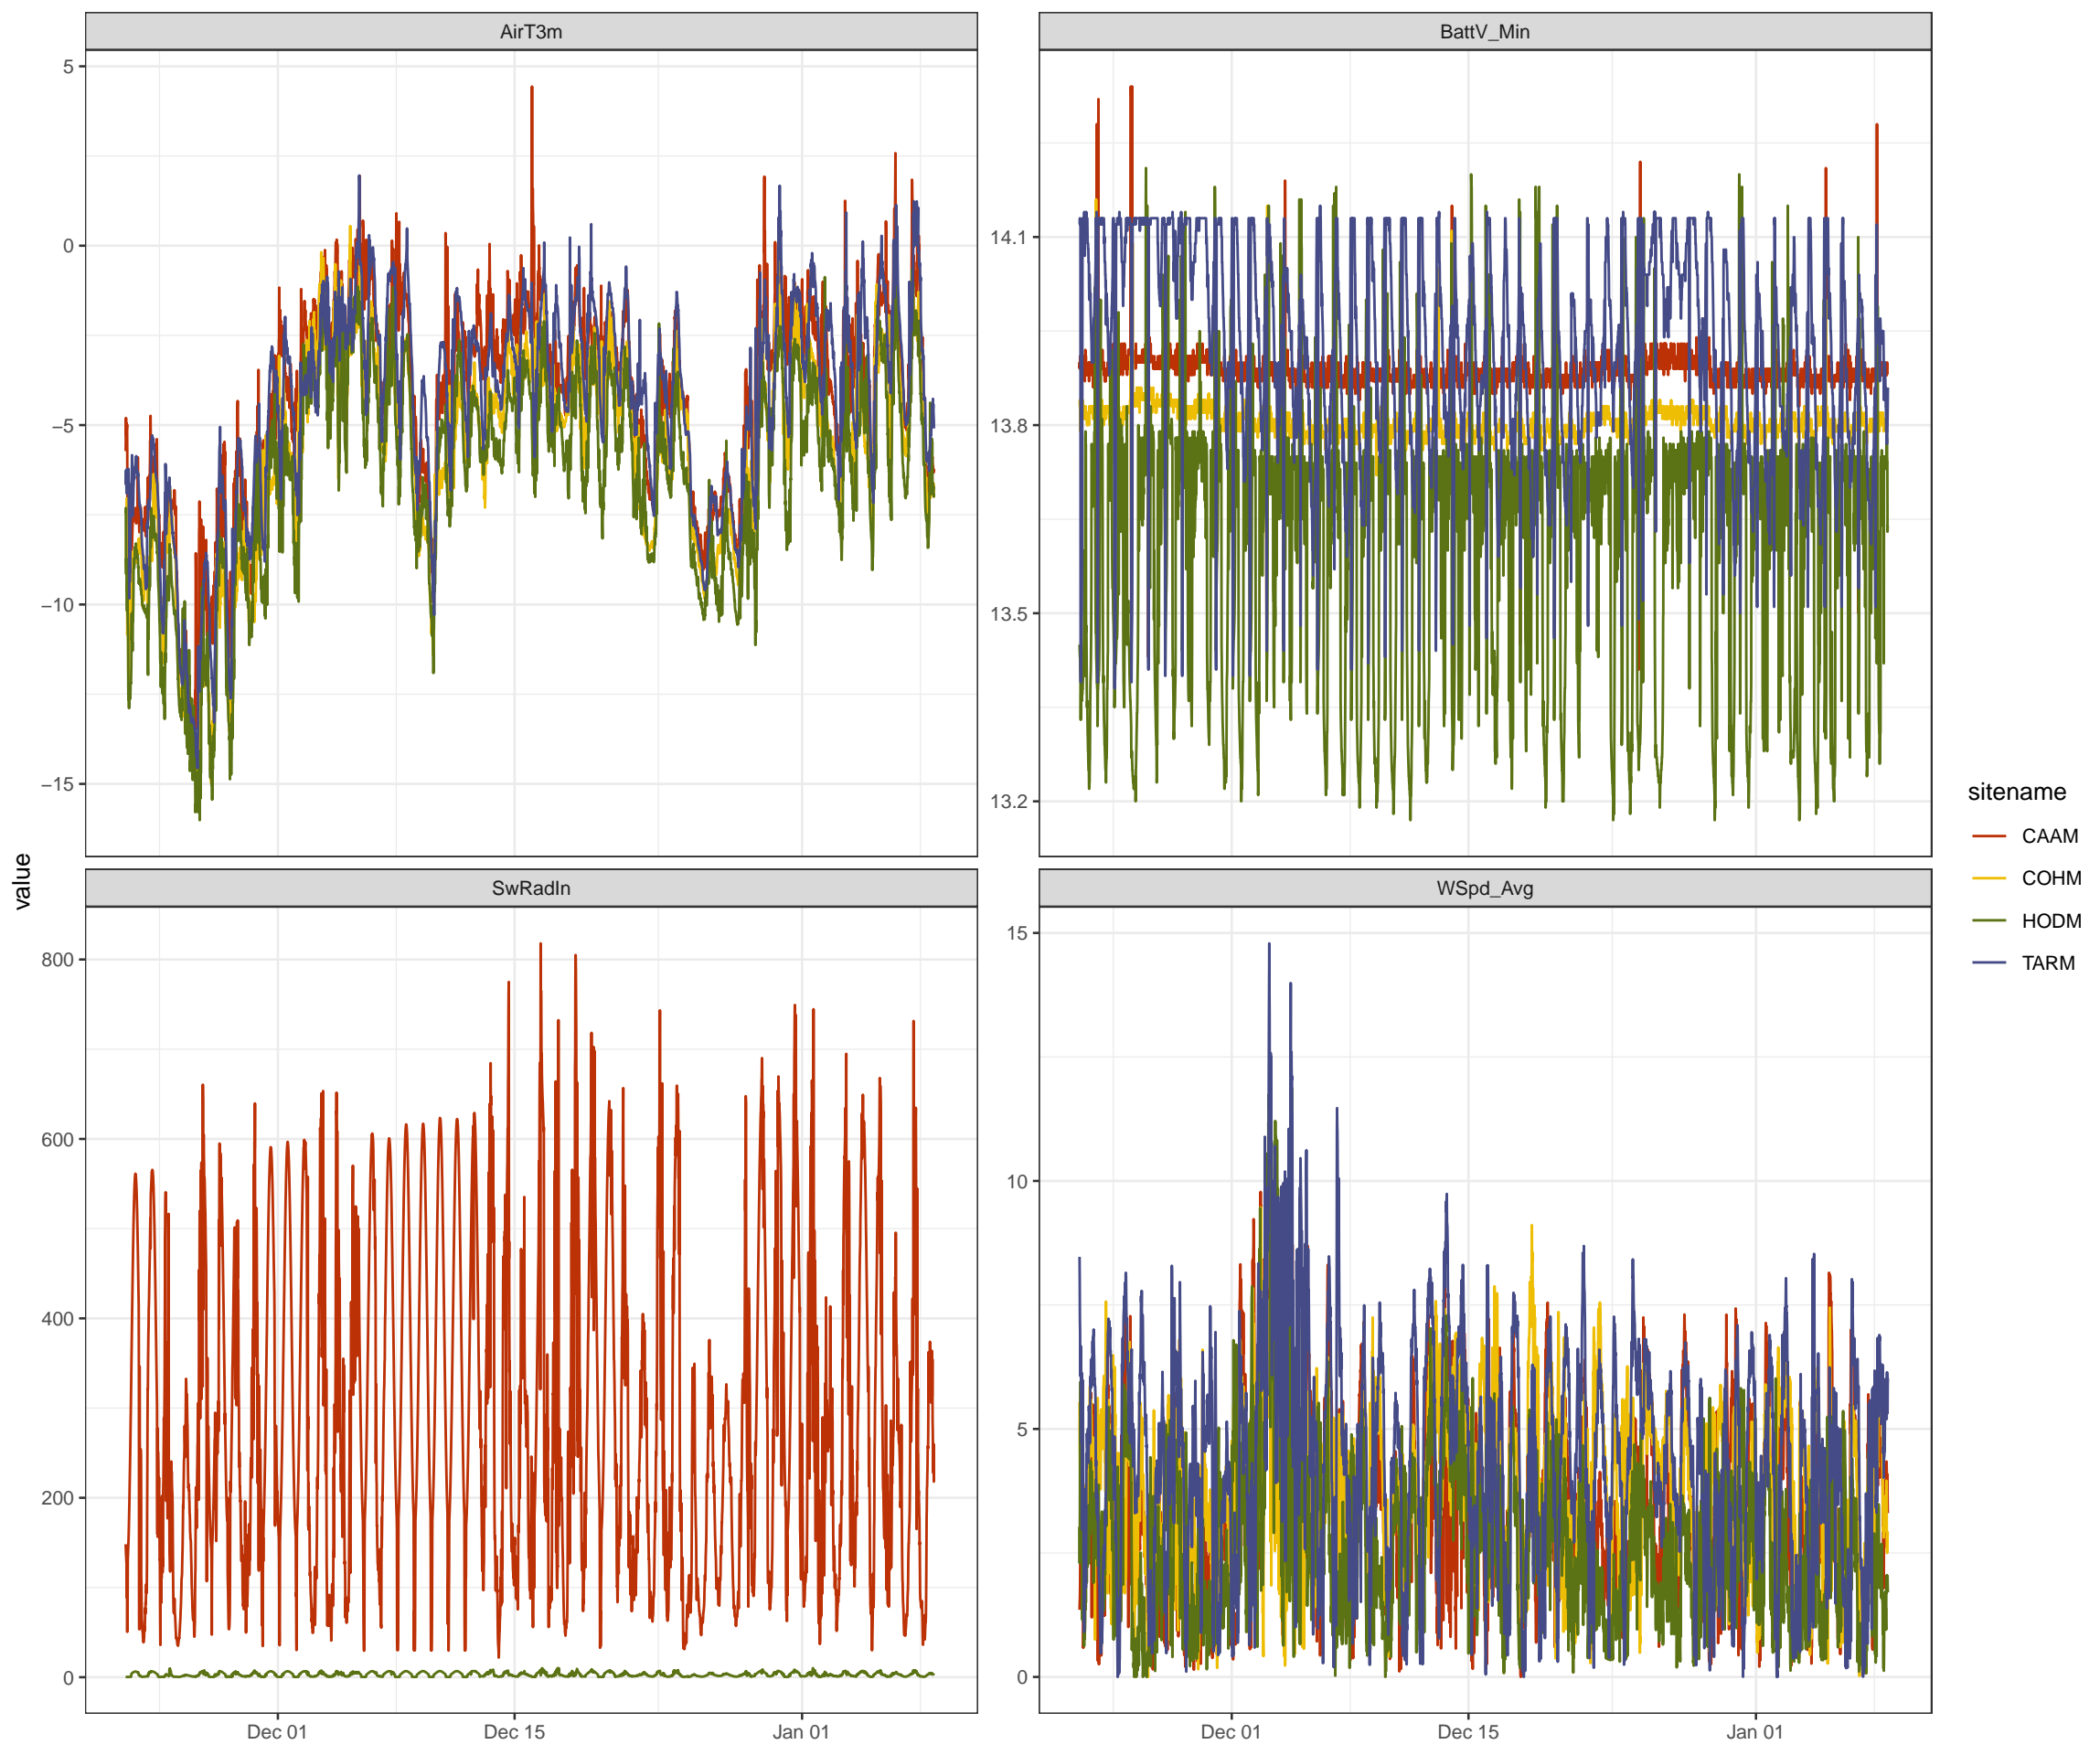 AirT3m
BattV_Min
5
0
−5
−10
−15
14.1
13.8
13.5
13.2
value
SwRadIn
WSpd_Avg
800
600
400
200
0
15
10
5
0
Dec 01
Dec 15
Jan 01
Dec 01
Dec 15
Jan 01
sitename
CAAM
COHM
HODM
TARM